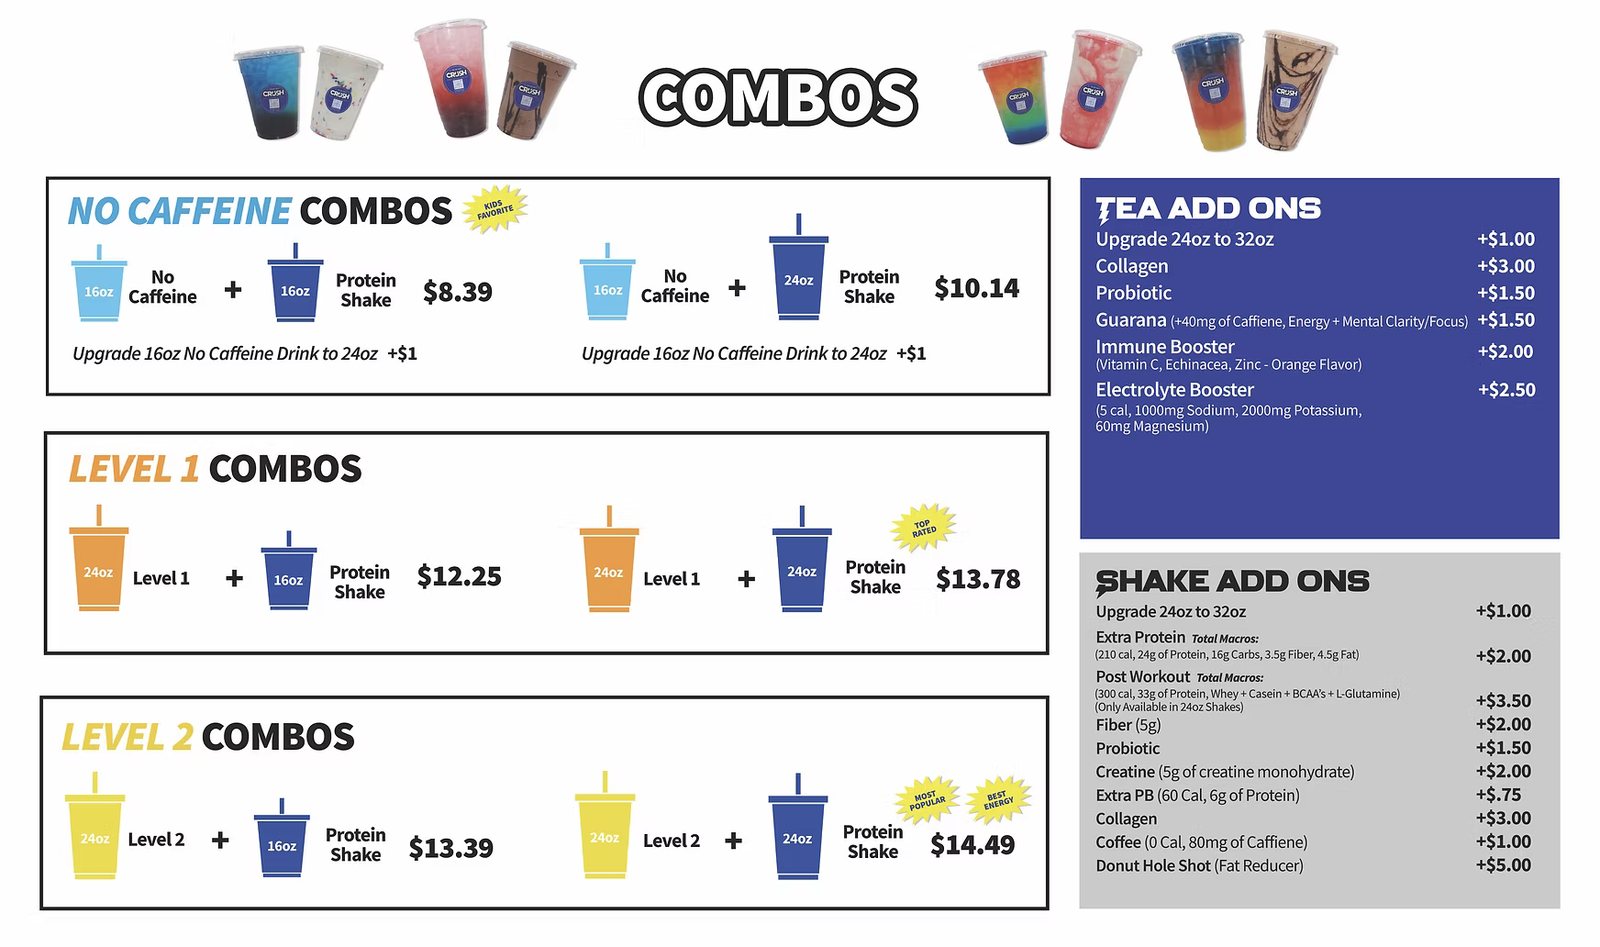 CRUSH
CRUSH
CRUSH
CRUSH
COMBOS
CRUSH
CRUSH
CRUSH
CRUSH
NO CAFFEINE COMBOS
KIDS
FAVORITE
16oz
No
Caffeine
+
16oz
Protein
Shake
$8.39
Upgrade 16oz No Caffeine Drink to 24oz +$1
16oz
No
Caffeine
+
24oz
Protein
Shake
$10.14
Upgrade 16oz No Caffeine Drink to 24oz +$1
LEVEL 1 COMBOS
24oz
Level 1
+
16oz
Protein
Shake
$12.25
24oz
Level 1
+
24oz
TOP
RATED
Protein
Shake
$13.78
LEVEL 2 COMBOS
24oz
Level 2
+
16oz
Protein
Shake
$13.39
24oz
Level 2
+
24oz
MOST
POPULAR
BEST
ENERGY
Protein
Shake
$14.49
TEA ADD ONS
Upgrade 24oz to 32oz +$1.00
Collagen +$3.00
Probiotic +$1.50
Guarana (+40mg of Caffiene, Energy + Mental Clarity/Focus) +$1.50
Immune Booster +$2.00
(Vitamin C, Echinacea, Zinc - Orange Flavor)
Electrolyte Booster +$2.50
(5 cal, 1000mg Sodium, 2000mg Potassium,
60mg Magnesium)
SHAKE ADD ONS
Upgrade 24oz to 32oz +$1.00
Extra Protein Total Macros:
(210 cal, 24g of Protein, 16g Carbs, 3.5g Fiber, 4.5g Fat) +$2.00
Post Workout Total Macros:
(300 cal, 33g of Protein, Whey + Casein + BCAA's + L-Glutamine)
(Only Available in 24oz Shakes) +$3.50
Fiber (5g) +$2.00
Probiotic +$1.50
Creatine (5g of creatine monohydrate) +$2.00
Extra PB (60 Cal, 6g of Protein) +$.75
Collagen +$3.00
Coffee (0 Cal, 80mg of Caffiene) +$1.00
Donut Hole Shot (Fat Reducer) +$5.00